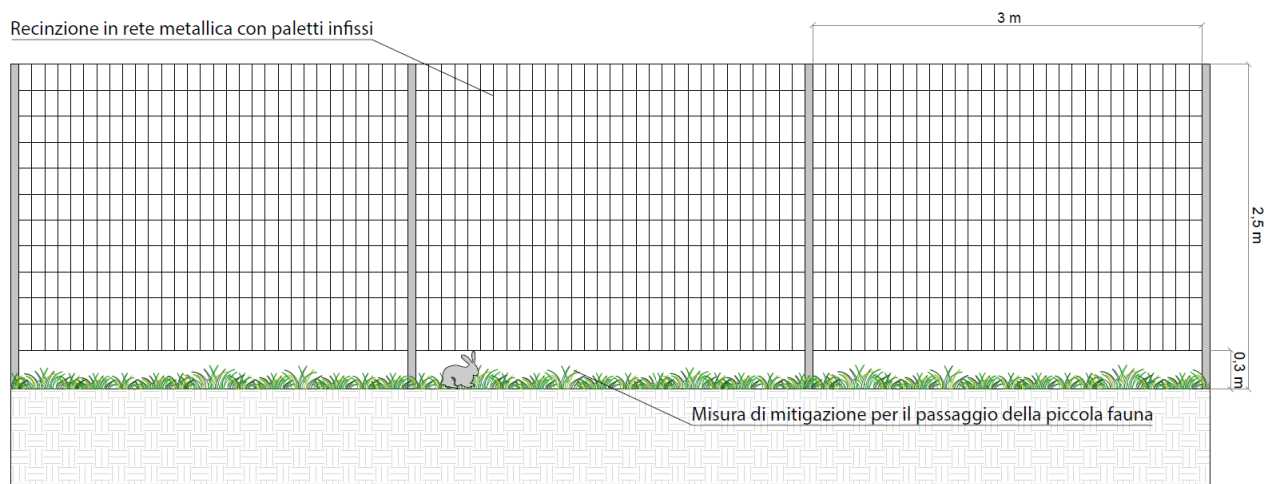 3 m
Recinzione in rete metallica con paletti infissi
2,5 m
0,3 m
Misura di mitigazione per il passaggio della piccola fauna